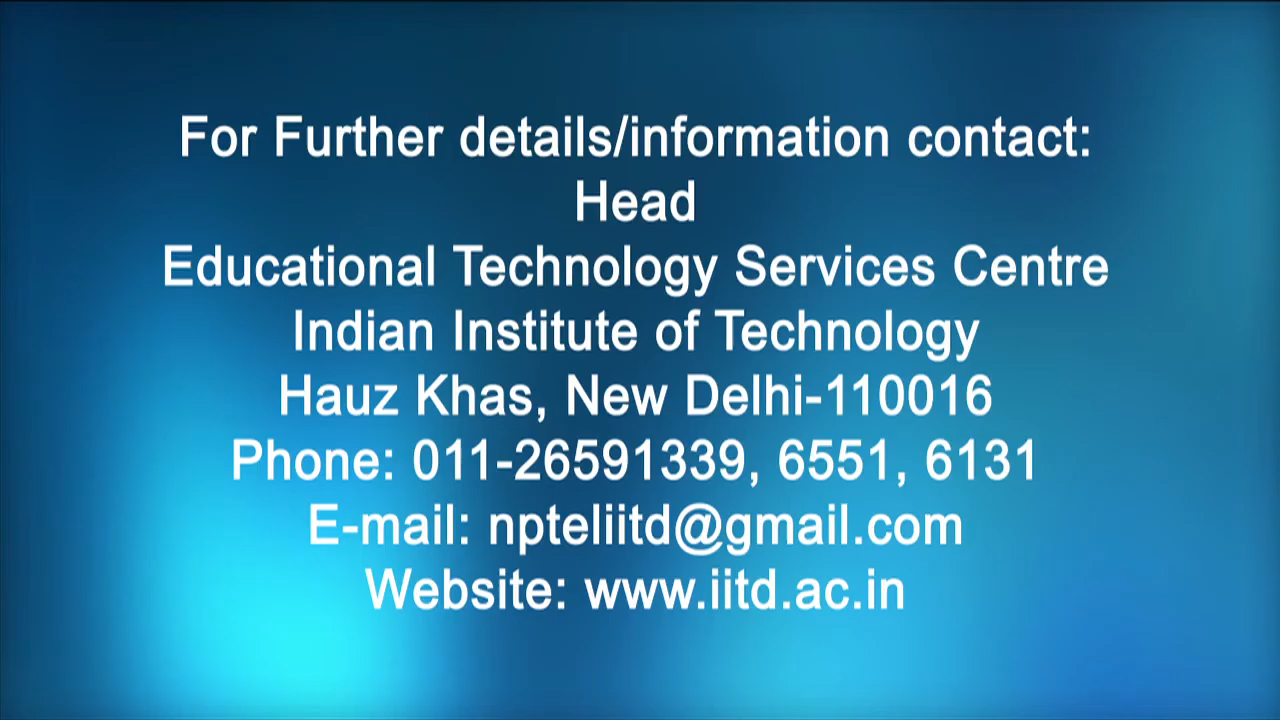 For Further details/information contact:
Head
Educational Technology Services Centre
Indian Institute of Technology
Hauz Khas, New Delhi-110016
Phone: 011-26591339, 6551, 6131
E-mail: npteliitd@gmail.com
Website: www.iitd.ac.in